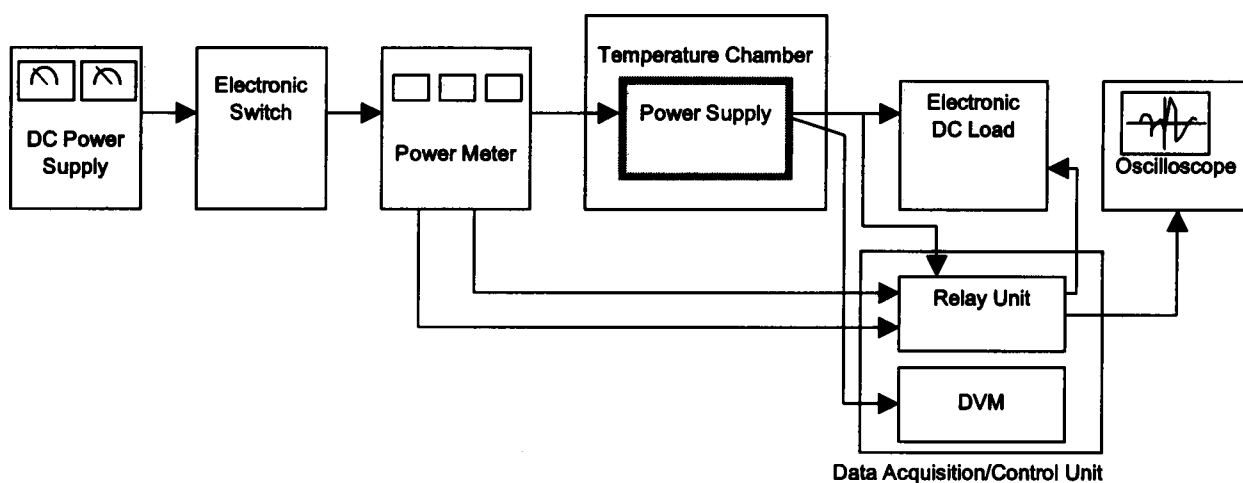 DC Power
Supply
Electronic
Switch
Power Meter
Temperature Chamber
Power Supply
Electronic
DC Load
Oscilloscope
Relay Unit
DVM
Data Acquisition/Control Unit